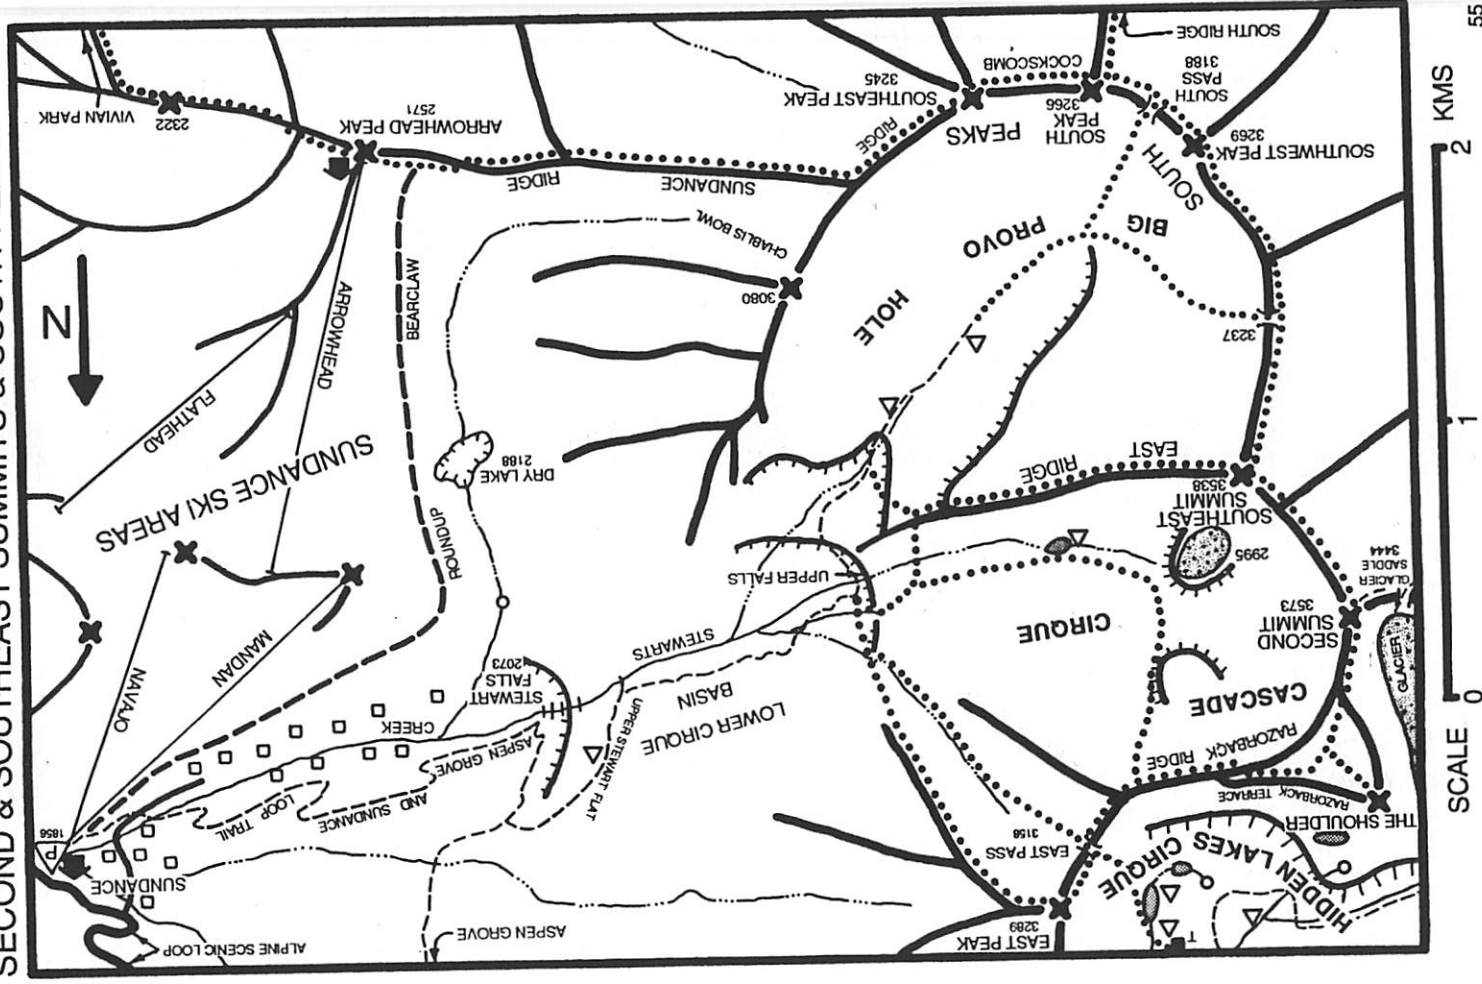 SECOND & SOUTHEAST SUMMITS & SOUTH
55
N
SCALE
0
1
2
KMS
VIVIAN PARK
2322
ARROWHEAD PEAK
2571
SUNDANCE
RIDGE
RIDGE
SOUTHEAST PEAK
3245
PEAKS
COCKSCOMB
SOUTH
PEAK
3266
SOUTH RIDGE
SOUTH
PASS
3188
SOUTHWEST PEAK
3269
SOUTH
BIG
PROVO
HOLE
CHABLIS BOWL
3080
3237
BEARCLAW
ARROWHEAD
FLATHEAD
SUNDANCE SKI AREAS
DRY LAKE
2188
ROUNDUP
EAST
RIDGE
SOUTHEAST
SUMMIT
3538
2995
GLACIER
SADDLE
3444
SECOND
SUMMIT
3573
GLACIER
UPPER FALLS
CIRQUE
CASCADE
STEWARTS
LOWER CIRQUE
BASIN
UPPER STEWART FLAT
STEWART
FALLS
2073
CREEK
MANDAN
NAVAJO
ASPEN GROVE
AND SUNDANCE
LOOP TRAIL
RAZORBACK
RIDGE
RAZORBACK TERRACE
THE SHOULDER
HIDDEN LAKES
CIRQUE
EAST PASS
3158
EAST PEAK
3289
T
P
1856
SUNDANCE
ALPINE SCENIC LOOP
ASPEN GROVE